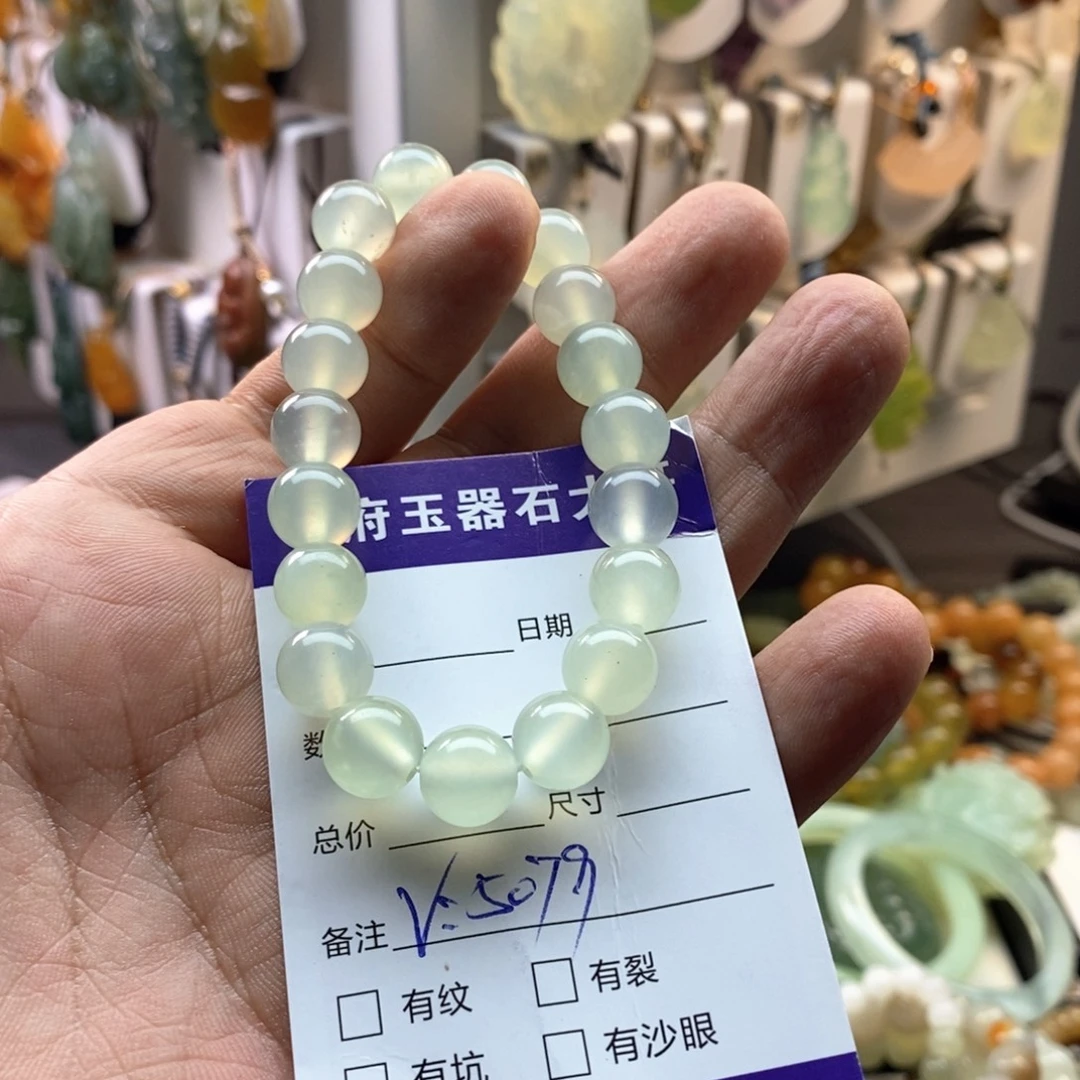 府玉器石
日期
数
总价 尺寸
备注 V:5079
有纹 有裂
有坑 有沙眼